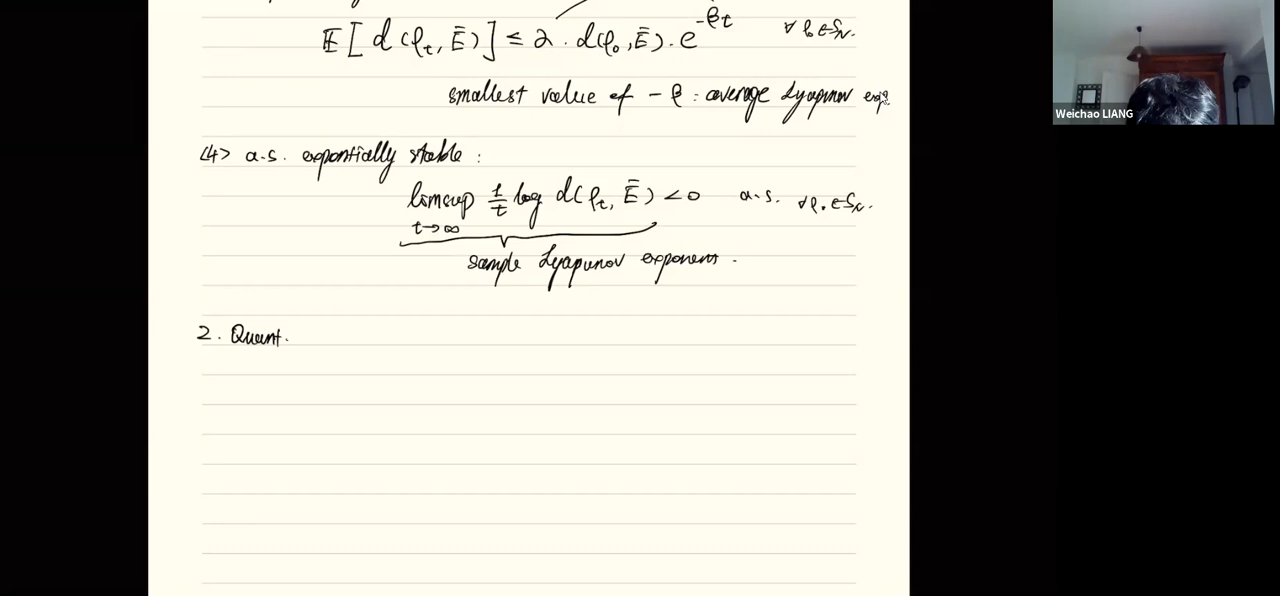 𝔼[d(ρ_t, Ē)] ≤ λ · d(ρ_0, Ē) · e^{-βt} ∀ ρ_0 ∈ S_N.
smallest value of -β : average Lyapunov exp
Weichao LIANG
<4> a.s. expontially stable :
limsup_{t→∞} 1/t log d(ρ_t, Ē) < 0 a.s. ∀ρ_0 ∈ S_N.
sample Lyapunov exponent .
2. Quant.